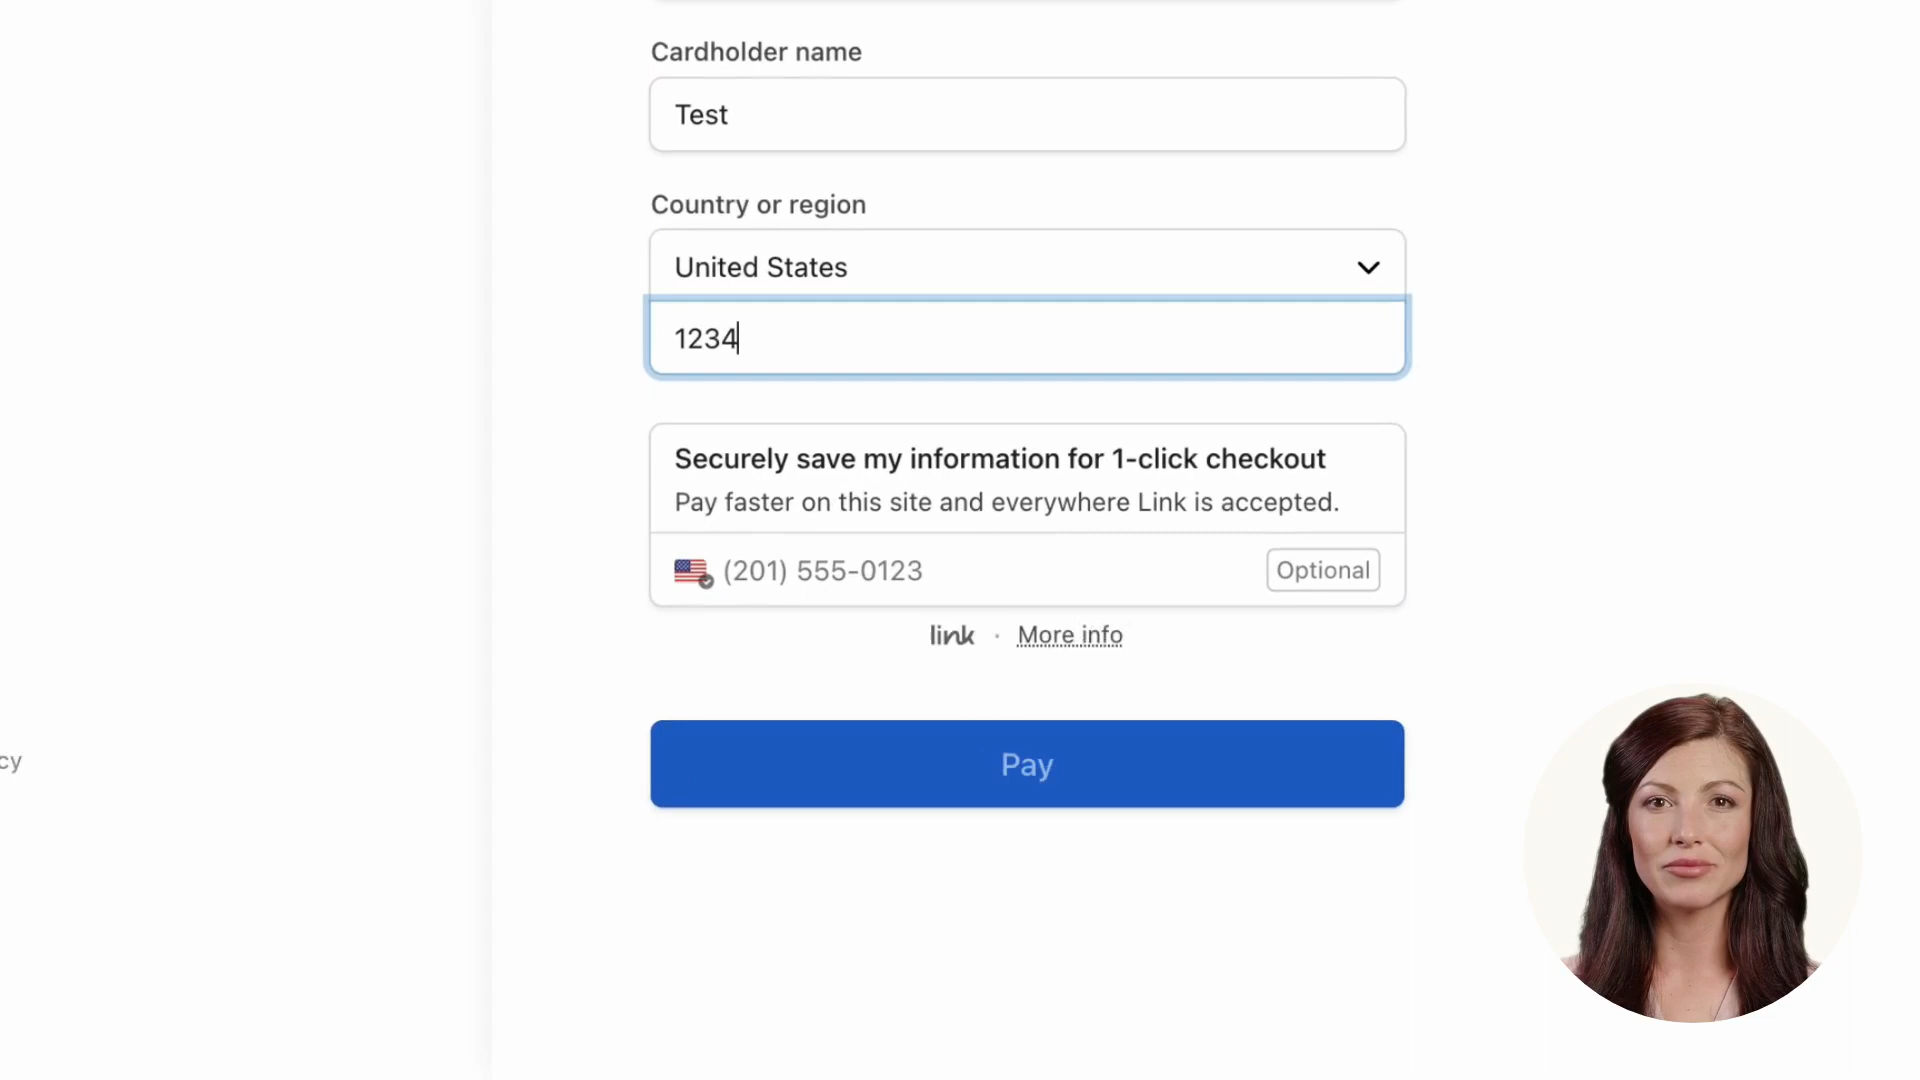 Cardholder name
Test
Country or region
United States
1234
Securely save my information for 1-click checkout
Pay faster on this site and everywhere Link is accepted.
(201) 555-0123 Optional
link · More info
cy
Pay